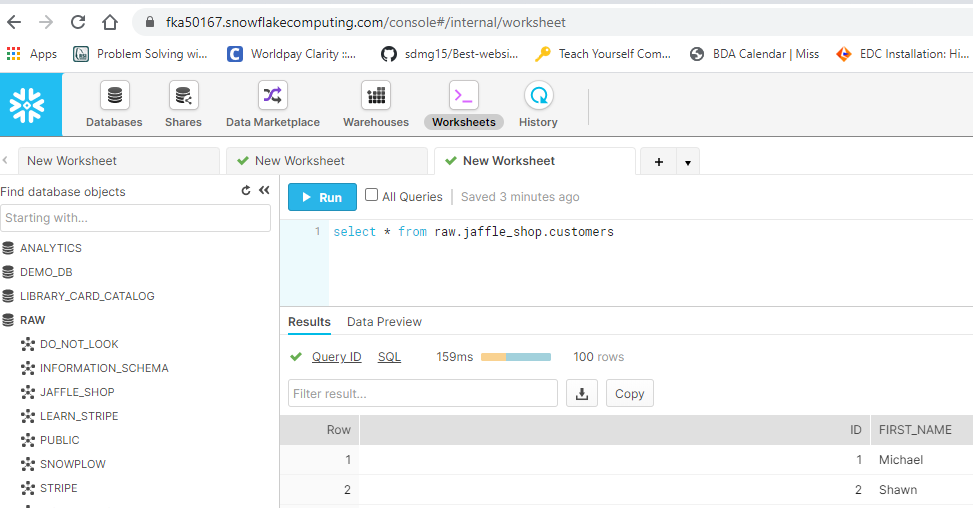 fka50167.snowflakecomputing.com/console#/internal/worksheet
Apps Problem Solving wi... Worldpay Clarity ::... sdmg15/Best-websi... Teach Yourself Com... BDA Calendar | Miss EDC Installation: Hi...
Databases Shares Data Marketplace Warehouses Worksheets History
New Worksheet New Worksheet New Worksheet
Find database objects
Starting with...
ANALYTICS
DEMO_DB
LIBRARY_CARD_CATALOG
RAW
DO_NOT_LOOK
INFORMATION_SCHEMA
JAFFLE_SHOP
LEARN_STRIPE
PUBLIC
SNOWPLOW
STRIPE
Run All Queries Saved 3 minutes ago
1 select * from raw.jaffle_shop.customers
Results Data Preview
Query ID SQL 159ms 100 rows
Filter result... Copy
Row ID FIRST_NAME
1 1 Michael
2 2 Shawn